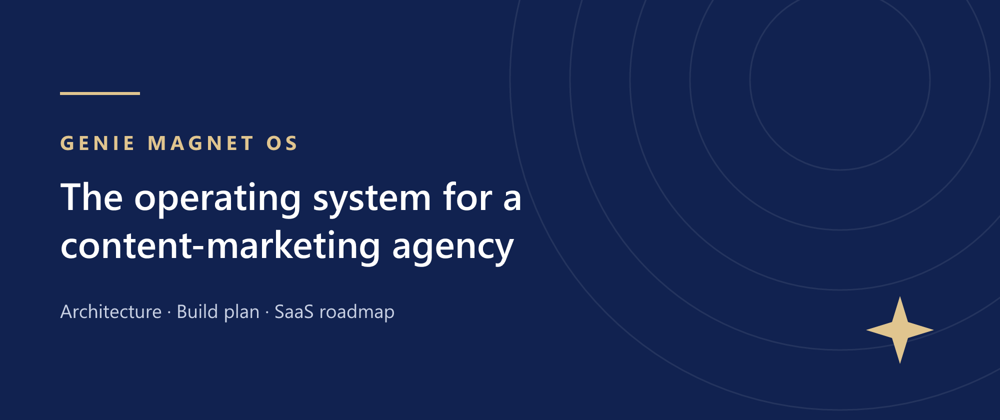 GENIE MAGNET OS
The operating system for a
content-marketing agency
Architecture · Build plan · SaaS roadmap